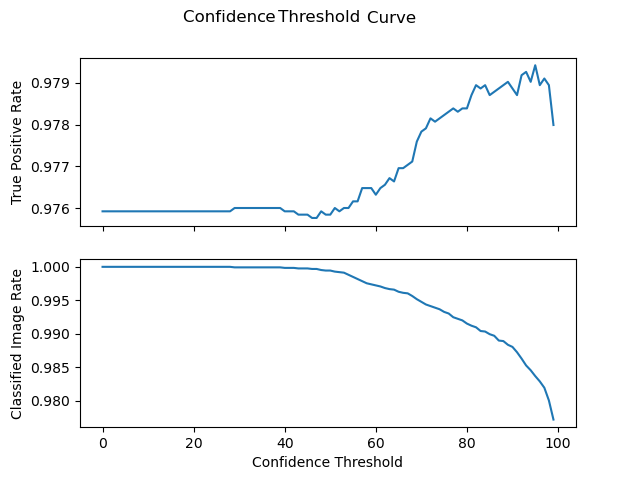 Confidence Threshold Curve
True Positive Rate
0.979
0.978
0.977
0.976
Classified Image Rate
1.000
0.995
0.990
0.985
0.980
0 20 40 60 80 100
Confidence Threshold